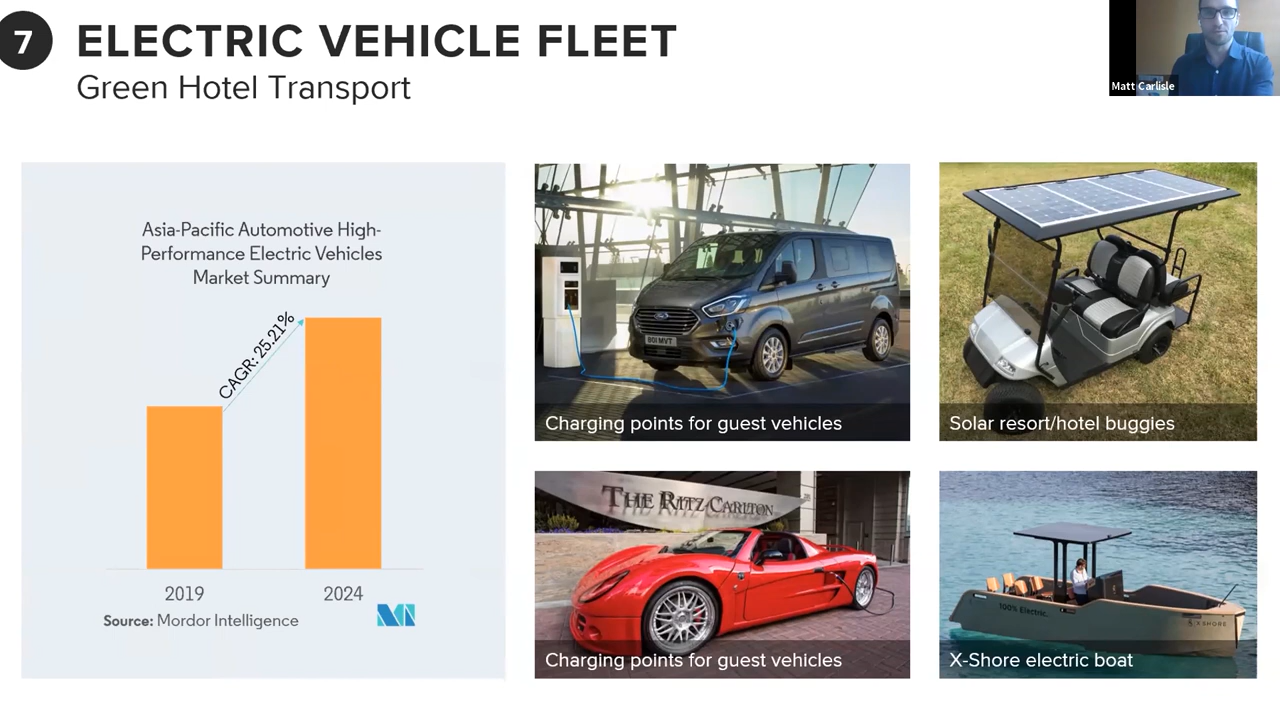 7
ELECTRIC VEHICLE FLEET
Green Hotel Transport
Matt Carlisle
Asia-Pacific Automotive High-
Performance Electric Vehicles
Market Summary
CAGR: 25.21%
2019
2024
Source: Mordor Intelligence
Charging points for guest vehicles
Solar resort/hotel buggies
THE RITZ CARLTON
Charging points for guest vehicles
100% Electric.
X SHORE
X-Shore electric boat